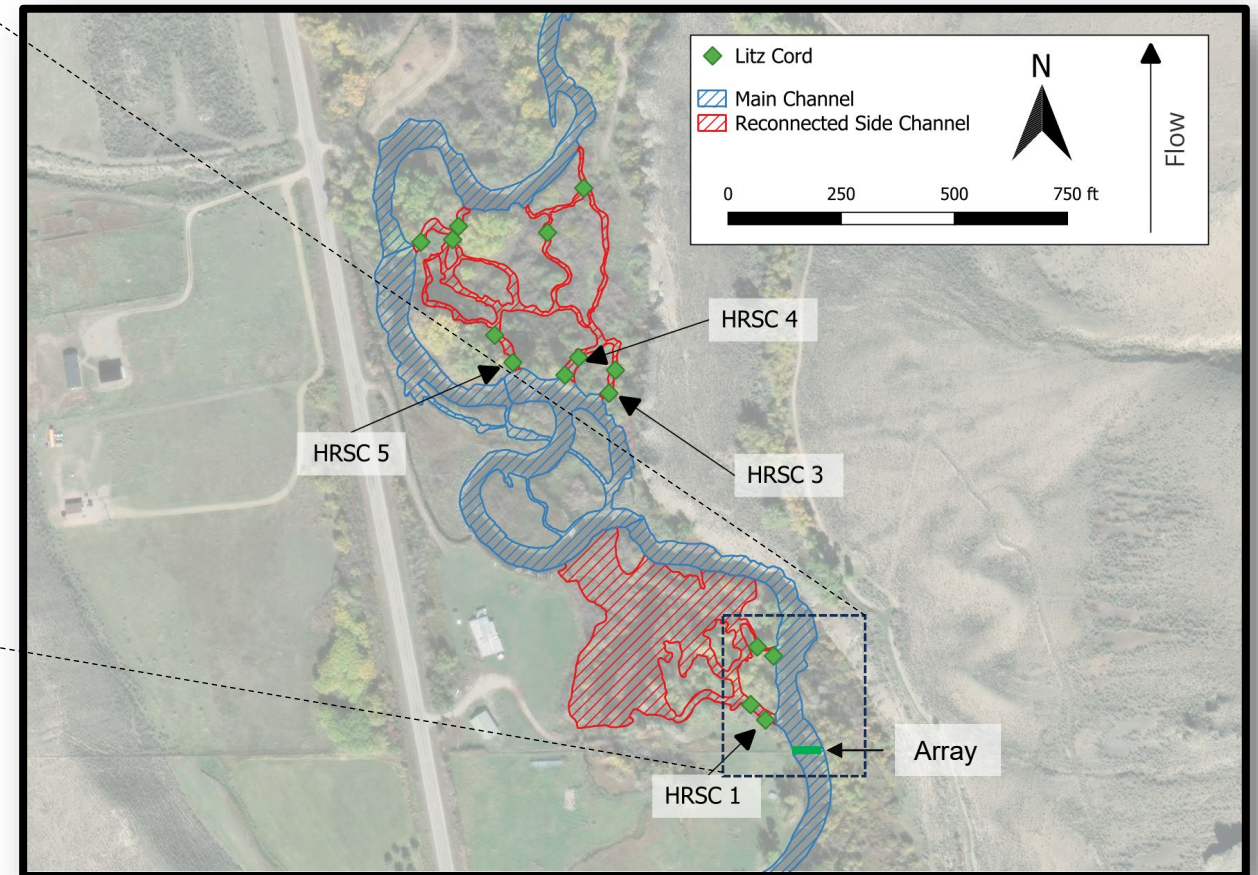 Litz Cord
Main Channel
Reconnected Side Channel
N
Flow
0 250 500 750 ft
HRSC 4
HRSC 5
HRSC 3
Array
HRSC 1